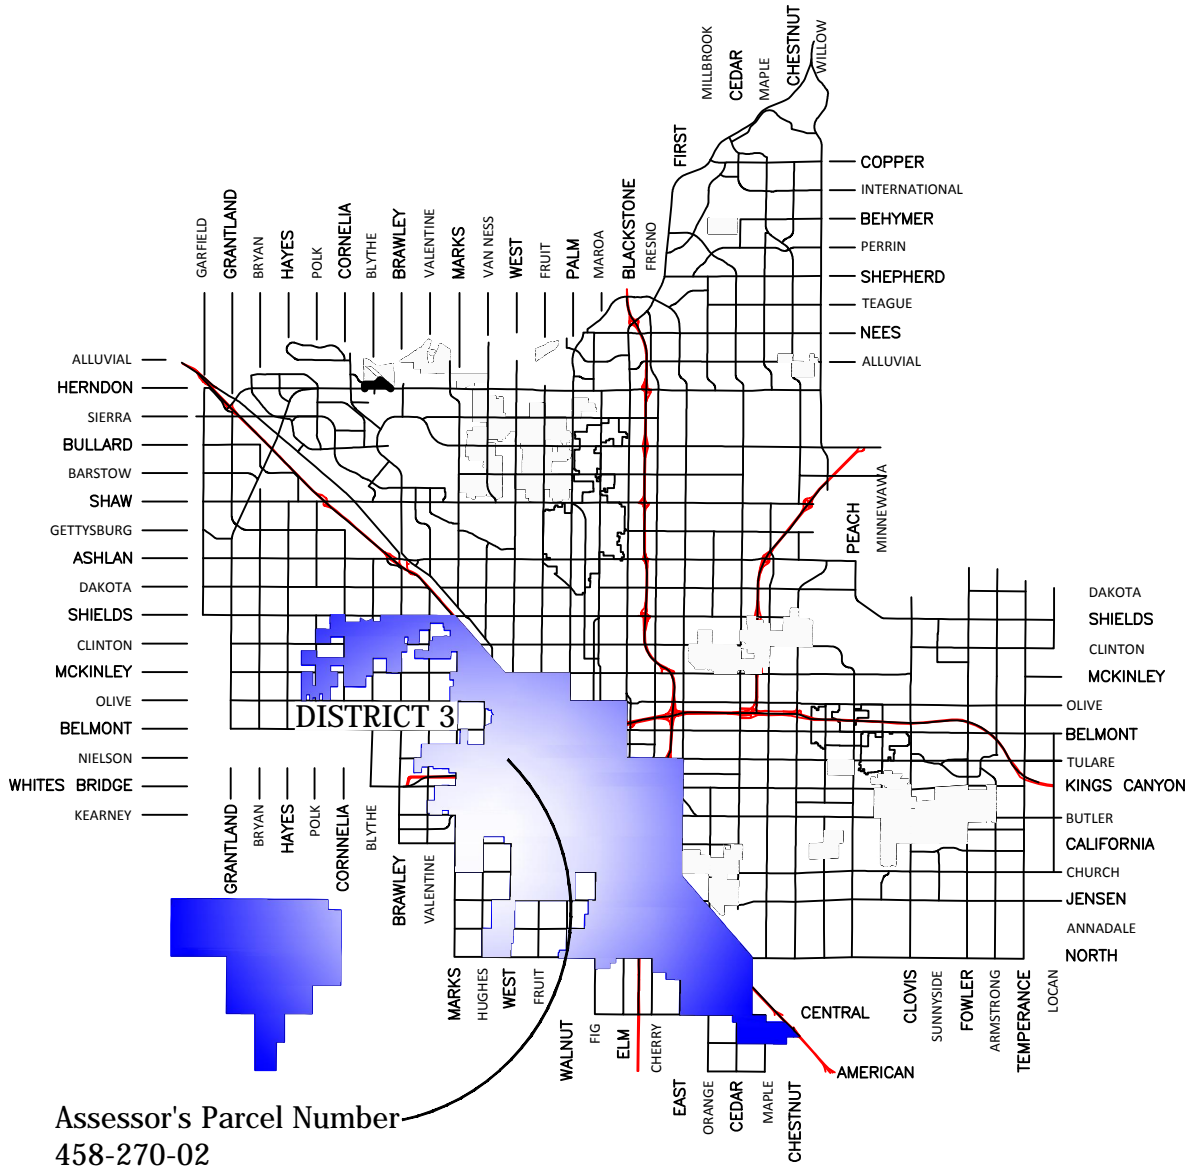 MILLBROOK
CEDAR
MAPLE
CHESTNUT
WILLOW
FIRST
COPPER
INTERNATIONAL
BEHYMER
PERRIN
SHEPHERD
TEAGUE
NEES
ALLUVIAL
GARFIELD
GRANTLAND
BRYAN
HAYES
POLK
CORNELIA
BLYTHE
BRAWLEY
VALENTINE
MARKS
VAN NESS
WEST
FRUIT
PALM
MAROA
BLACKSTONE
FRESNO
ALLUVIAL
HERNDON
SIERRA
BULLARD
BARSTOW
SHAW
GETTYSBURG
ASHLAN
DAKOTA
SHIELDS
CLINTON
MCKINLEY
OLIVE
BELMONT
NIELSON
WHITES BRIDGE
KEARNEY
PEACH
MINNEWAWA
DAKOTA
SHIELDS
CLINTON
MCKINLEY
OLIVE
BELMONT
TULARE
KINGS CANYON
BUTLER
CALIFORNIA
CHURCH
JENSEN
ANNADALE
NORTH
DISTRICT 3
GRANTLAND
BRYAN
HAYES
POLK
CORNNELIA
BLYTHE
BRAWLEY
VALENTINE
MARKS
HUGHES
WEST
FRUIT
WALNUT
FIG
ELM
CHERRY
EAST
ORANGE
CEDAR
MAPLE
CHESTNUT
CENTRAL
AMERICAN
CLOVIS
SUNNYSIDE
FOWLER
ARMSTRONG
TEMPERANCE
LOCAN
Assessor's Parcel Number
458-270-02